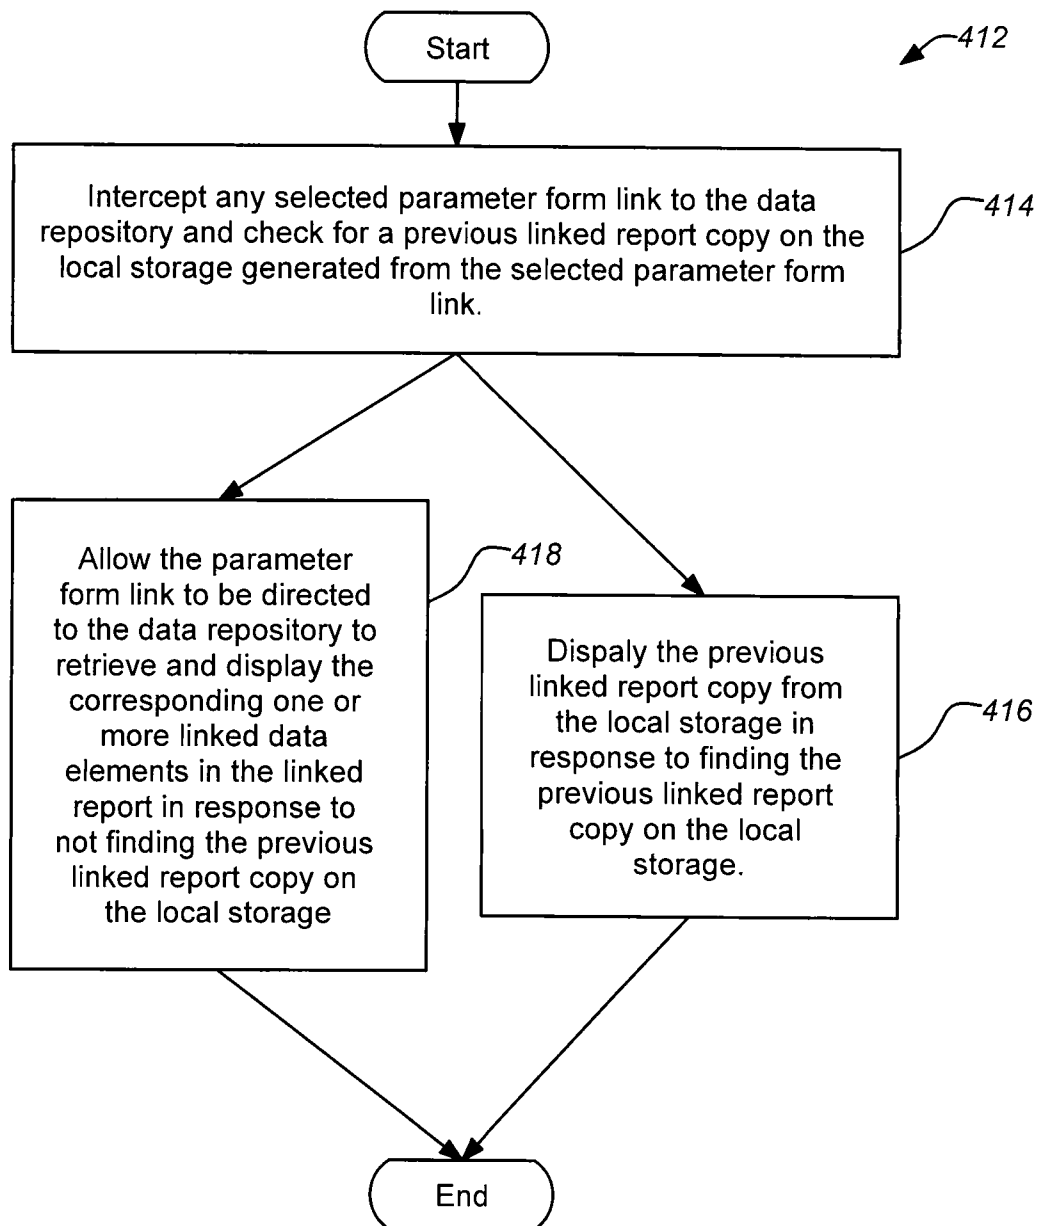 Start
412
Intercept any selected parameter form link to the data
repository and check for a previous linked report copy on the
local storage generated from the selected parameter form
link.
414
Allow the parameter
form link to be directed
to the data repository to
retrieve and display the
corresponding one or
more linked data
elements in the linked
report in response to
not finding the previous
linked report copy on
the local storage
418
Dispaly the previous
linked report copy from
the local storage in
response to finding the
previous linked report
copy on the local
storage.
416
End